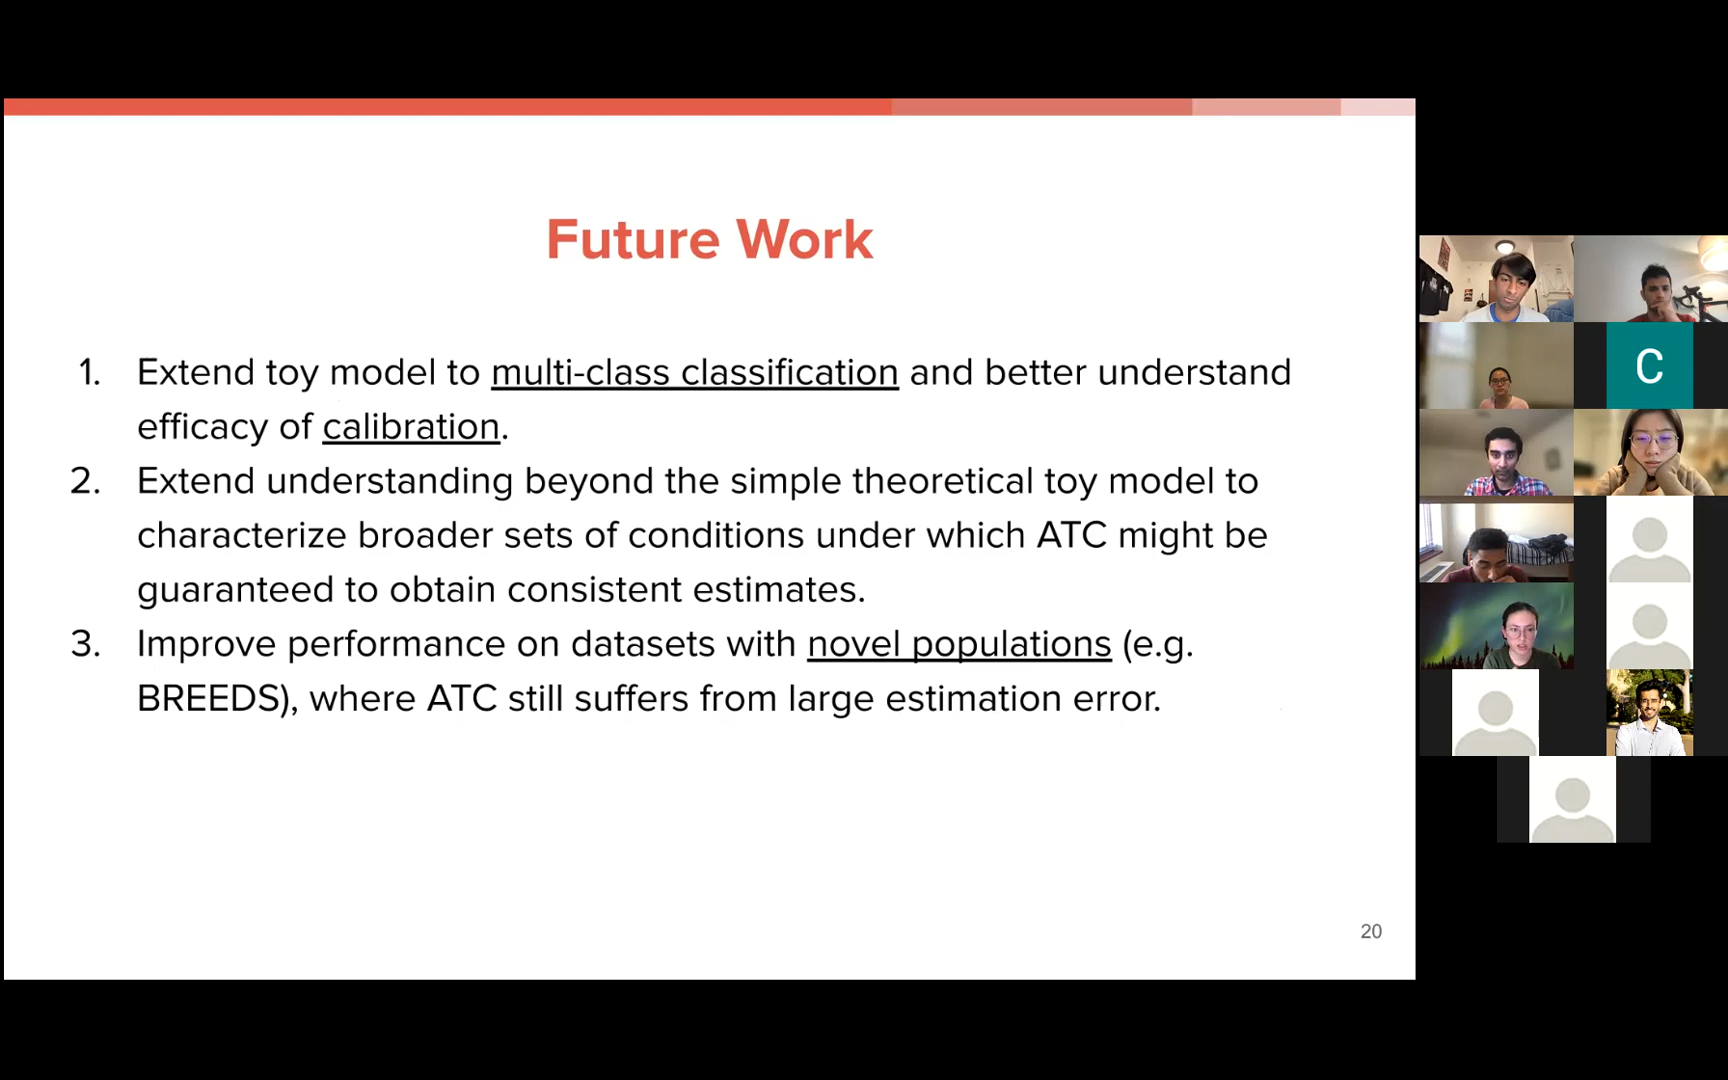 Future Work
1. Extend toy model to multi-class classification and better understand
efficacy of calibration.
2. Extend understanding beyond the simple theoretical toy model to
characterize broader sets of conditions under which ATC might be
guaranteed to obtain consistent estimates.
3. Improve performance on datasets with novel populations (e.g.
BREEDS), where ATC still suffers from large estimation error.
20
C